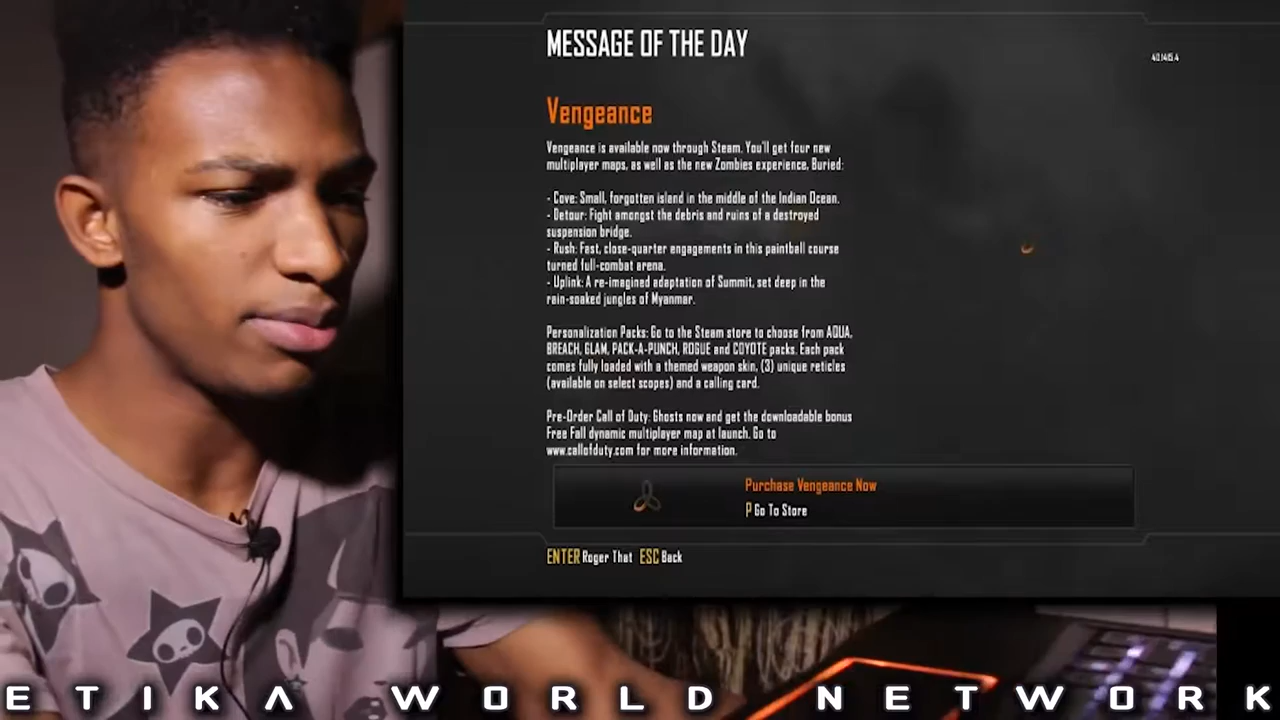 MESSAGE OF THE DAY
40.1415.4
Vengeance
Vengeance is available now through Steam. You'll get four new
multiplayer maps, as well as the new Zombies experience, Buried:
- Cove: Small, forgotten island in the middle of the Indian Ocean.
- Detour: Fight amongst the debris and ruins of a destroyed
suspension bridge.
- Rush: Fast, close-quarter engagements in this paintball course
turned full-combat arena.
- Uplink: A re-imagined adaptation of Summit, set deep in the
rain-soaked jungles of Myanmar.
Personalization Packs: Go to the Steam store to choose from AQUA,
BREACH, GLAM, PACK-A-PUNCH, ROGUE and COYOTE packs. Each pack
comes fully loaded with a themed weapon skin, (3) unique reticles
(available on select scopes) and a calling card.
Pre-Order Call of Duty: Ghosts now and get the downloadable bonus
Free Fall dynamic multiplayer map at launch. Go to
www.callofduty.com for more information.
Purchase Vengeance Now
P Go To Store
ENTER Roger That ESC Back
ETIKA WORLD NETWORK